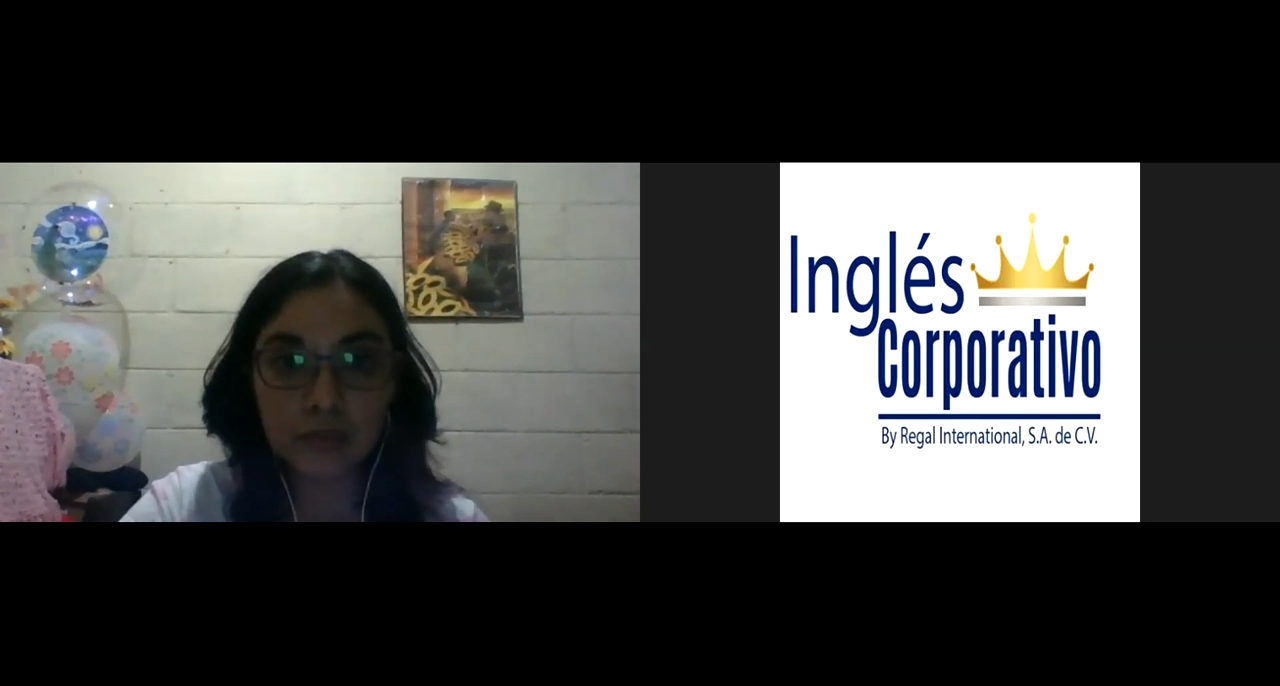 Inglés
Corporativo
By Regal International, S.A. de C.V.